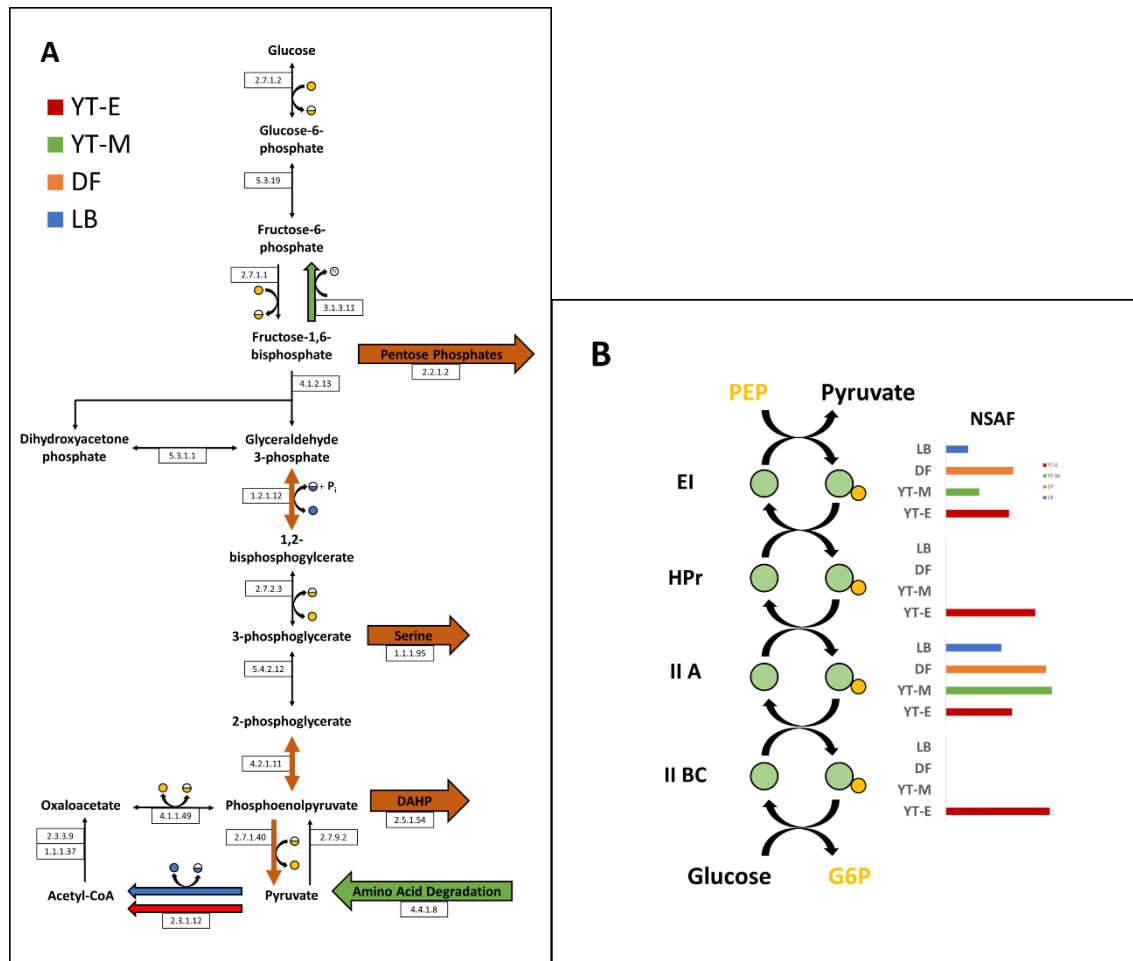 A
YT-E
YT-M
DF
LB
Glucose
2.7.1.2
Glucose-6-
phosphate
5.3.19
Fructose-6-
phosphate
2.7.1.1
3.1.3.11
Fructose-1,6-
bisphosphate
Pentose Phosphates
2.2.1.2
4.1.2.13
Dihydroxyacetone
phosphate
5.3.1.1
Glyceraldehyde
3-phosphate
1.2.1.12
+ Pi
1,2-
bisphosphogylcerate
2.7.2.3
3-phosphoglycerate
Serine
1.1.1.95
5.4.2.12
2-phosphoglycerate
4.2.1.11
Oxaloacetate
4.1.1.49
Phosphoenolpyruvate
DAHP
2.5.1.54
2.3.3.9
1.1.1.37
2.7.1.40
2.7.9.2
Acetyl-CoA
2.3.1.12
Pyruvate
Amino Acid Degradation
4.4.1.8
B
PEP
Pyruvate
NSAF
EI
LB
DF
YT-M
YT-E
YT-E
YT-M
DF
LB
HPr
LB
DF
YT-M
YT-E
II A
LB
DF
YT-M
YT-E
II BC
LB
DF
YT-M
YT-E
Glucose
G6P